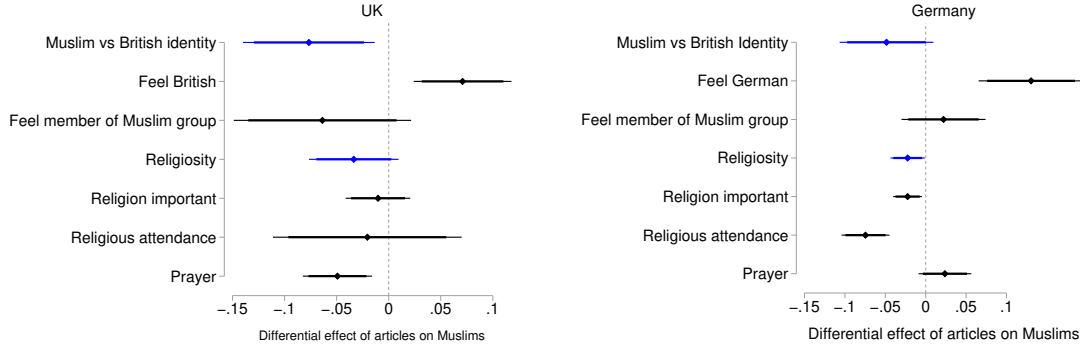 UK
Muslim vs British identity
Feel British
Feel member of Muslim group
Religiosity
Religion important
Religious attendance
Prayer
−.15 −.1 −.05 0 .05 .1
Differential effect of articles on Muslims
Germany
Muslim vs British Identity
Feel German
Feel member of Muslim group
Religiosity
Religion important
Religious attendance
Prayer
−.15 −.1 −.05 0 .05 .1
Differential effect of articles on Muslims